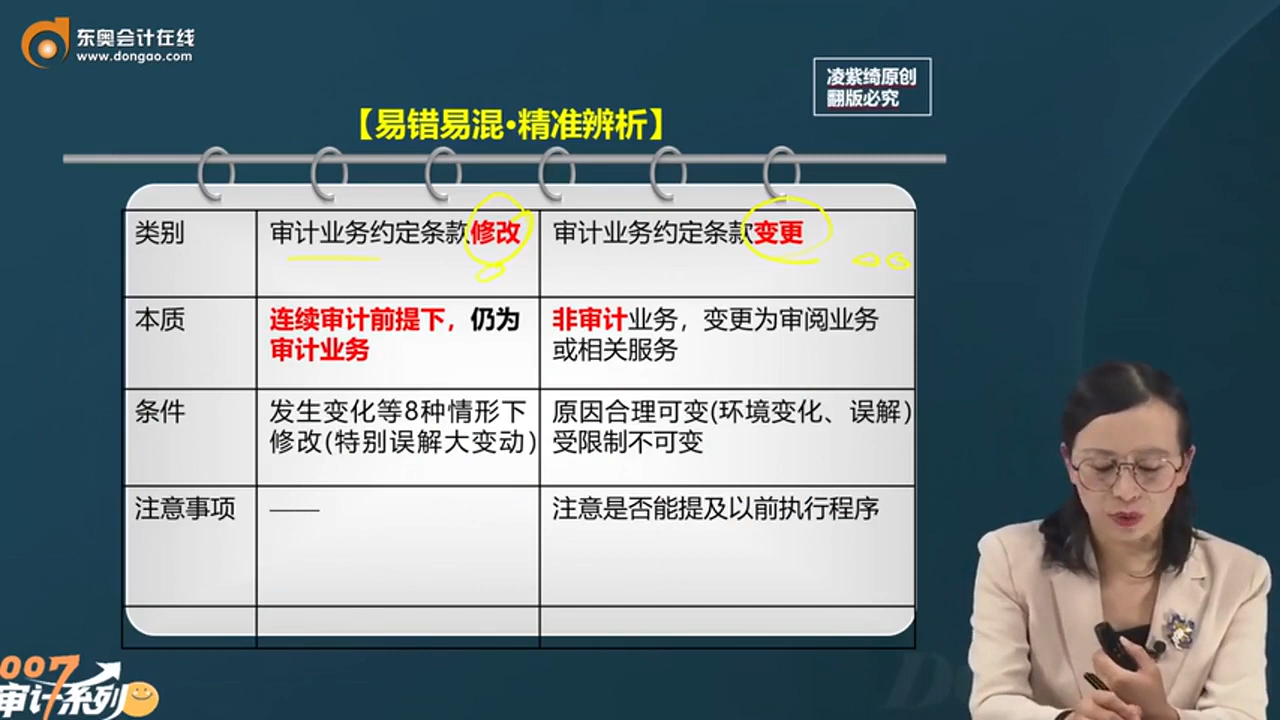 东奥会计在线
www.dongao.com
凌紫绮原创
翻版必究
【易错易混•精准辨析】
类别
审计业务约定条款修改
审计业务约定条款变更
本质
连续审计前提下，仍为
审计业务
非审计业务，变更为审阅业务
或相关服务
条件
发生变化等8种情形下
修改(特别误解大变动)
原因合理可变(环境变化、误解)
受限制不可变
注意事项
——
注意是否能提及以前执行程序
007
审计系列